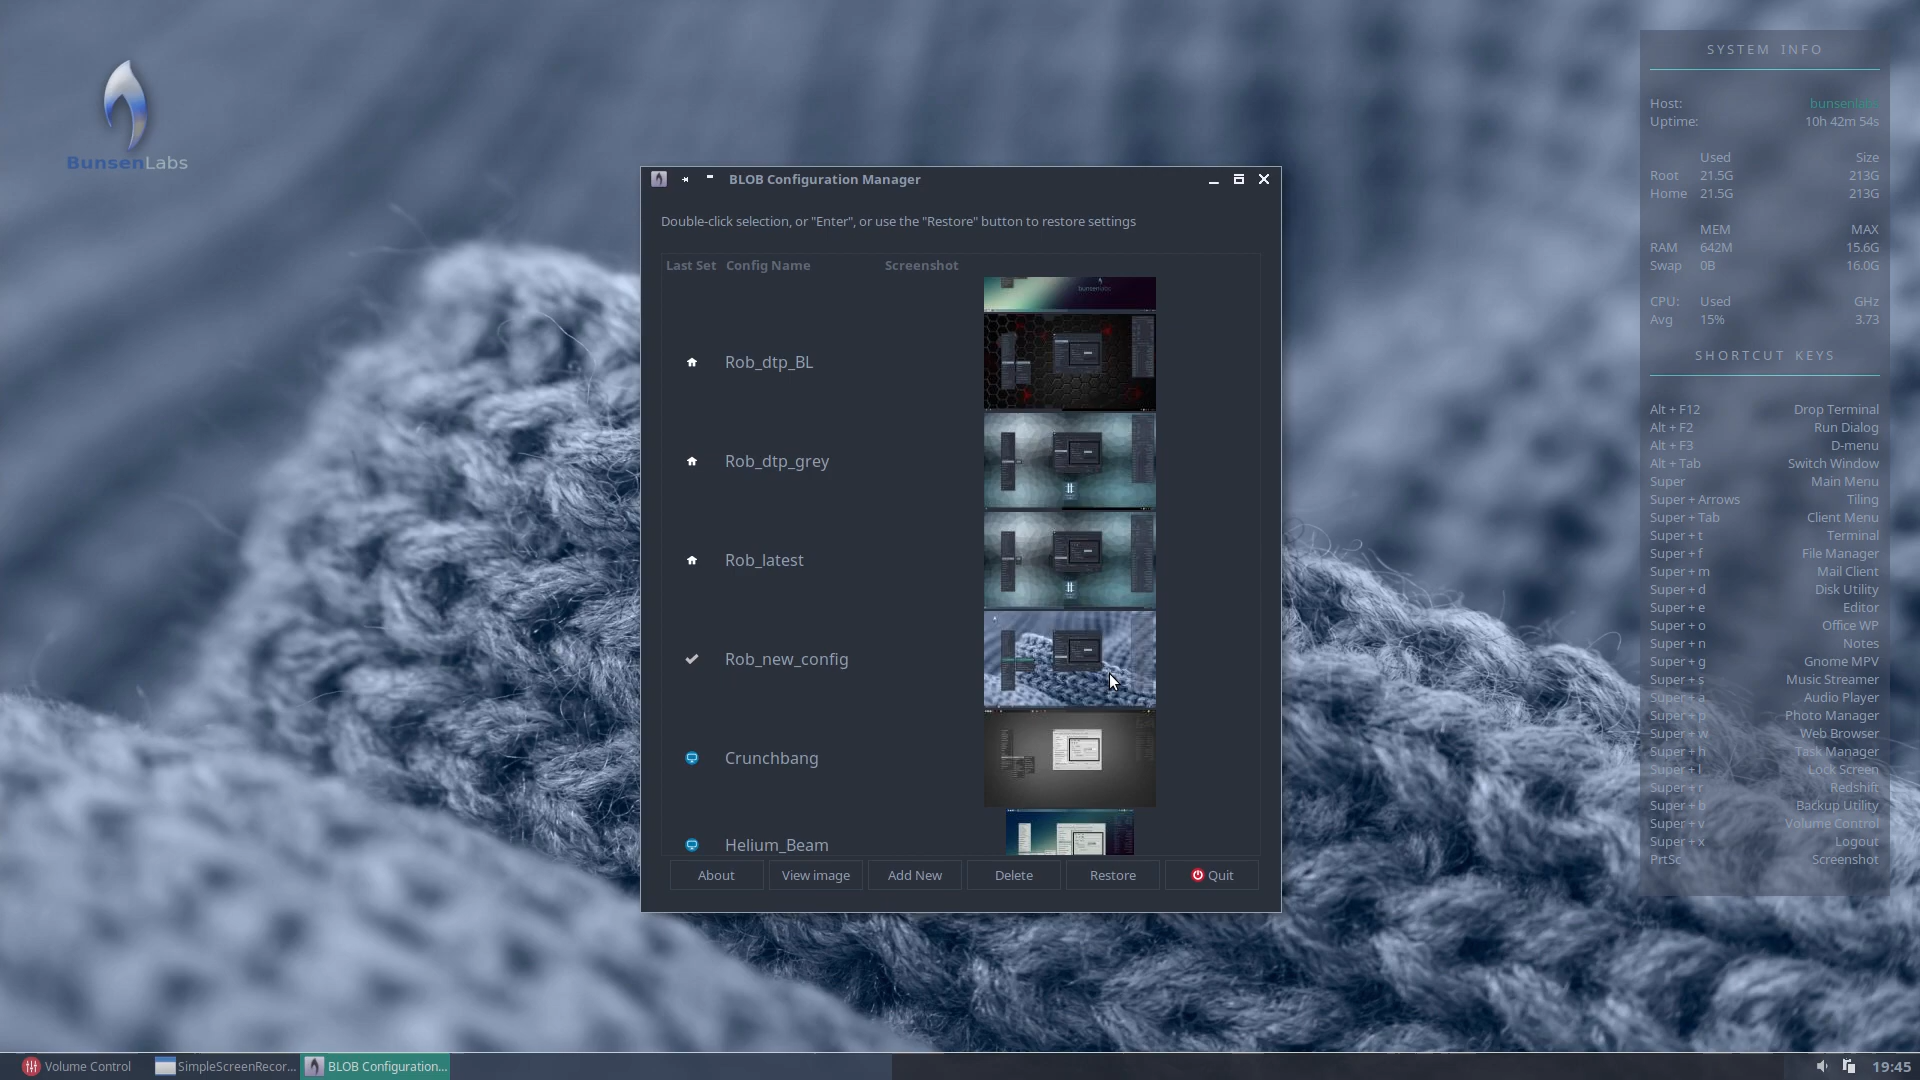 BunsenLabs
BLOB Configuration Manager
Double-click selection, or "Enter", or use the "Restore" button to restore settings
Last Set Config Name Screenshot
bunsenlabs
Rob_dtp_BL
Rob_dtp_grey
Rob_latest
Rob_new_config
Crunchbang
Helium_Beam
About View image Add New Delete Restore Quit
SYSTEM INFO
Host: bunsenlabs
Uptime: 10h 42m 54s
Used Size
Root 21.5G 213G
Home 21.5G 213G
MEM MAX
RAM 642M 15.6G
Swap 0B 16.0G
CPU: Used GHz
Avg 15% 3.73
SHORTCUT KEYS
Alt + F12 Drop Terminal
Alt + F2 Run Dialog
Alt + F3 D-menu
Alt + Tab Switch Window
Super Main Menu
Super + Arrows Tiling
Super + Tab Client Menu
Super + t Terminal
Super + f File Manager
Super + m Mail Client
Super + d Disk Utility
Super + e Editor
Super + o Office WP
Super + n Notes
Super + g Gnome MPV
Super + s Music Streamer
Super + a Audio Player
Super + p Photo Manager
Super + w Web Browser
Super + h Task Manager
Super + l Lock Screen
Super + r Redshift
Super + b Backup Utility
Super + v Volume Control
Super + x Logout
PrtSc Screenshot
Volume Control SimpleScreenRecor... BLOB Configuration... 19:45